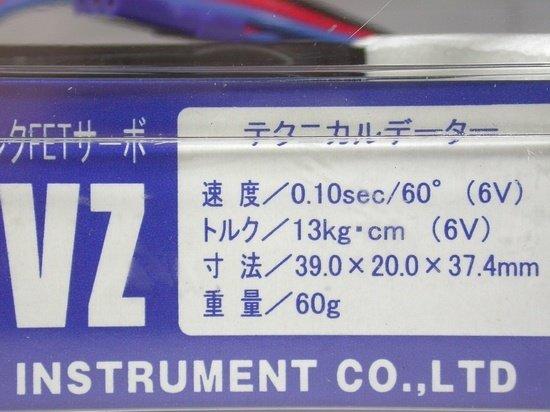 クFETサーボ
VZ
テクニカルデーター
速度/0.10sec/60° (6V)
トルク/13kg・cm (6V)
寸法/39.0×20.0×37.4mm
重量/60g
INSTRUMENT CO.,LTD